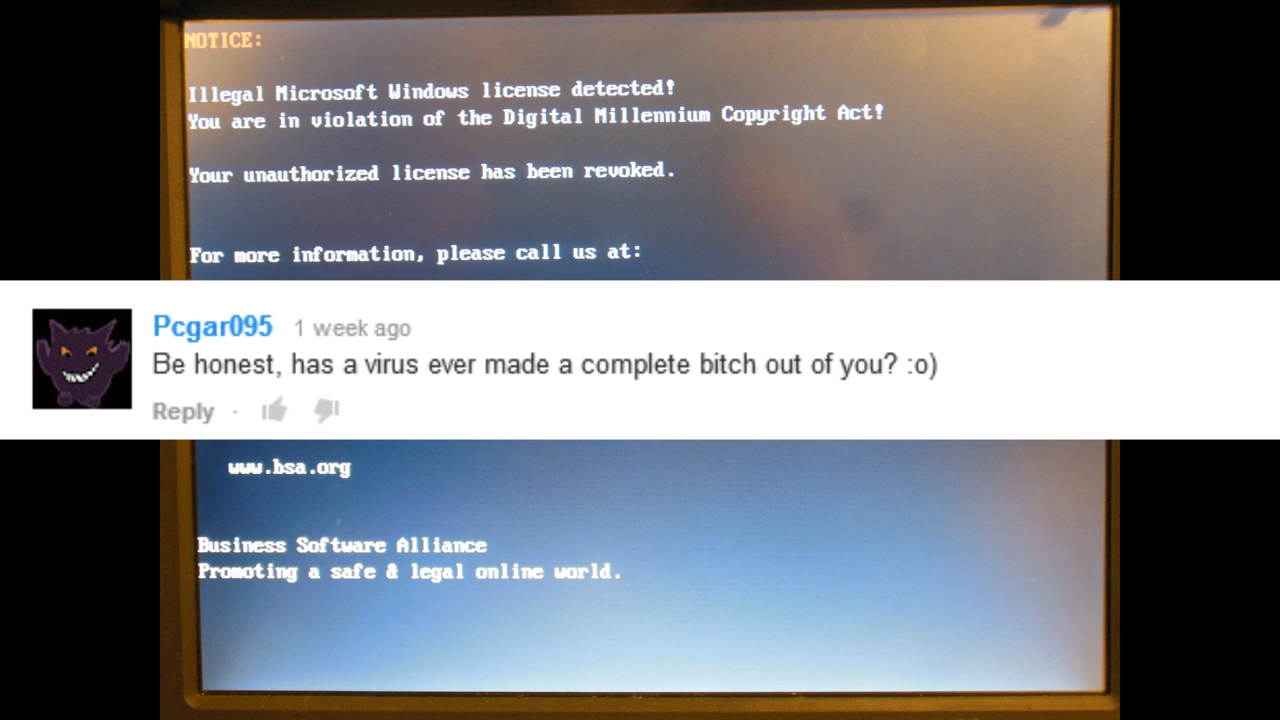 NOTICE:
Illegal Microsoft Windows license detected!
You are in violation of the Digital Millennium Copyright Act!
Your unauthorized license has been revoked.
For more information, please call us at:
Pcgar095 1 week ago
Be honest, has a virus ever made a complete bitch out of you? :o)
Reply ·
www.bsa.org
Business Software Alliance
Promoting a safe & legal online world.